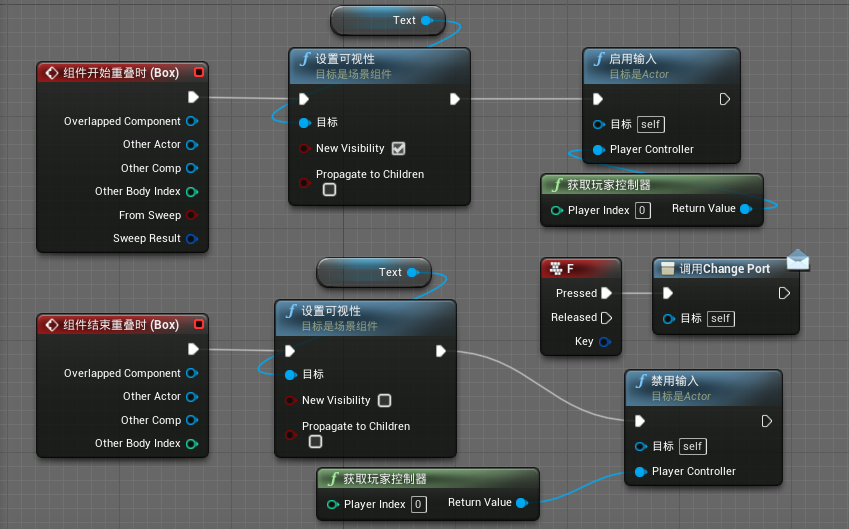 Text
组件开始重叠时 (Box)
Overlapped Component
Other Actor
Other Comp
Other Body Index
From Sweep
Sweep Result
设置可视性
目标是场景组件
目标
New Visibility
Propagate to Children
启用输入
目标是Actor
目标 self
Player Controller
获取玩家控制器
Player Index 0 Return Value
Text
组件结束重叠时 (Box)
Overlapped Component
Other Actor
Other Comp
Other Body Index
设置可视性
目标是场景组件
目标
New Visibility
Propagate to Children
F
Pressed
Released
Key
调用Change Port
目标 self
禁用输入
目标是Actor
目标 self
Player Controller
获取玩家控制器
Player Index 0 Return Value